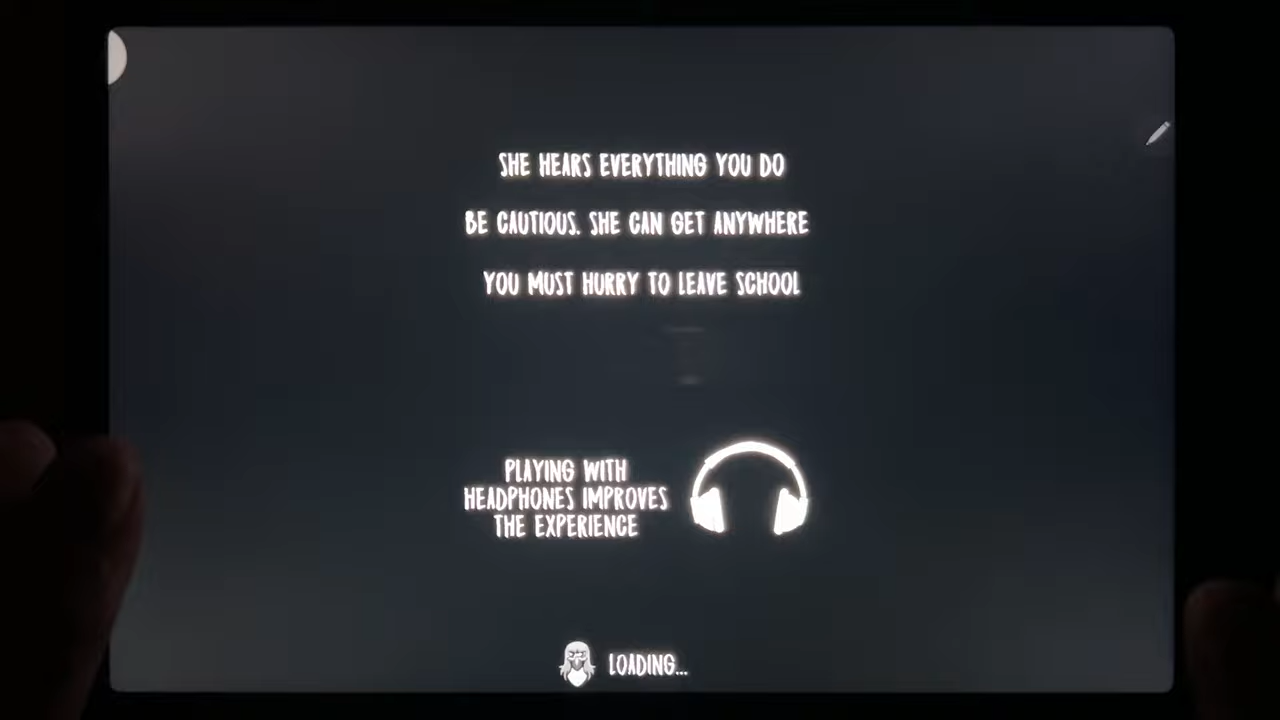 SHE HEARS EVERYTHING YOU DO
BE CAUTIOUS. SHE CAN GET ANYWHERE
YOU MUST HURRY TO LEAVE SCHOOL
PLAYING WITH
HEADPHONES IMPROVES
THE EXPERIENCE
LOADING...